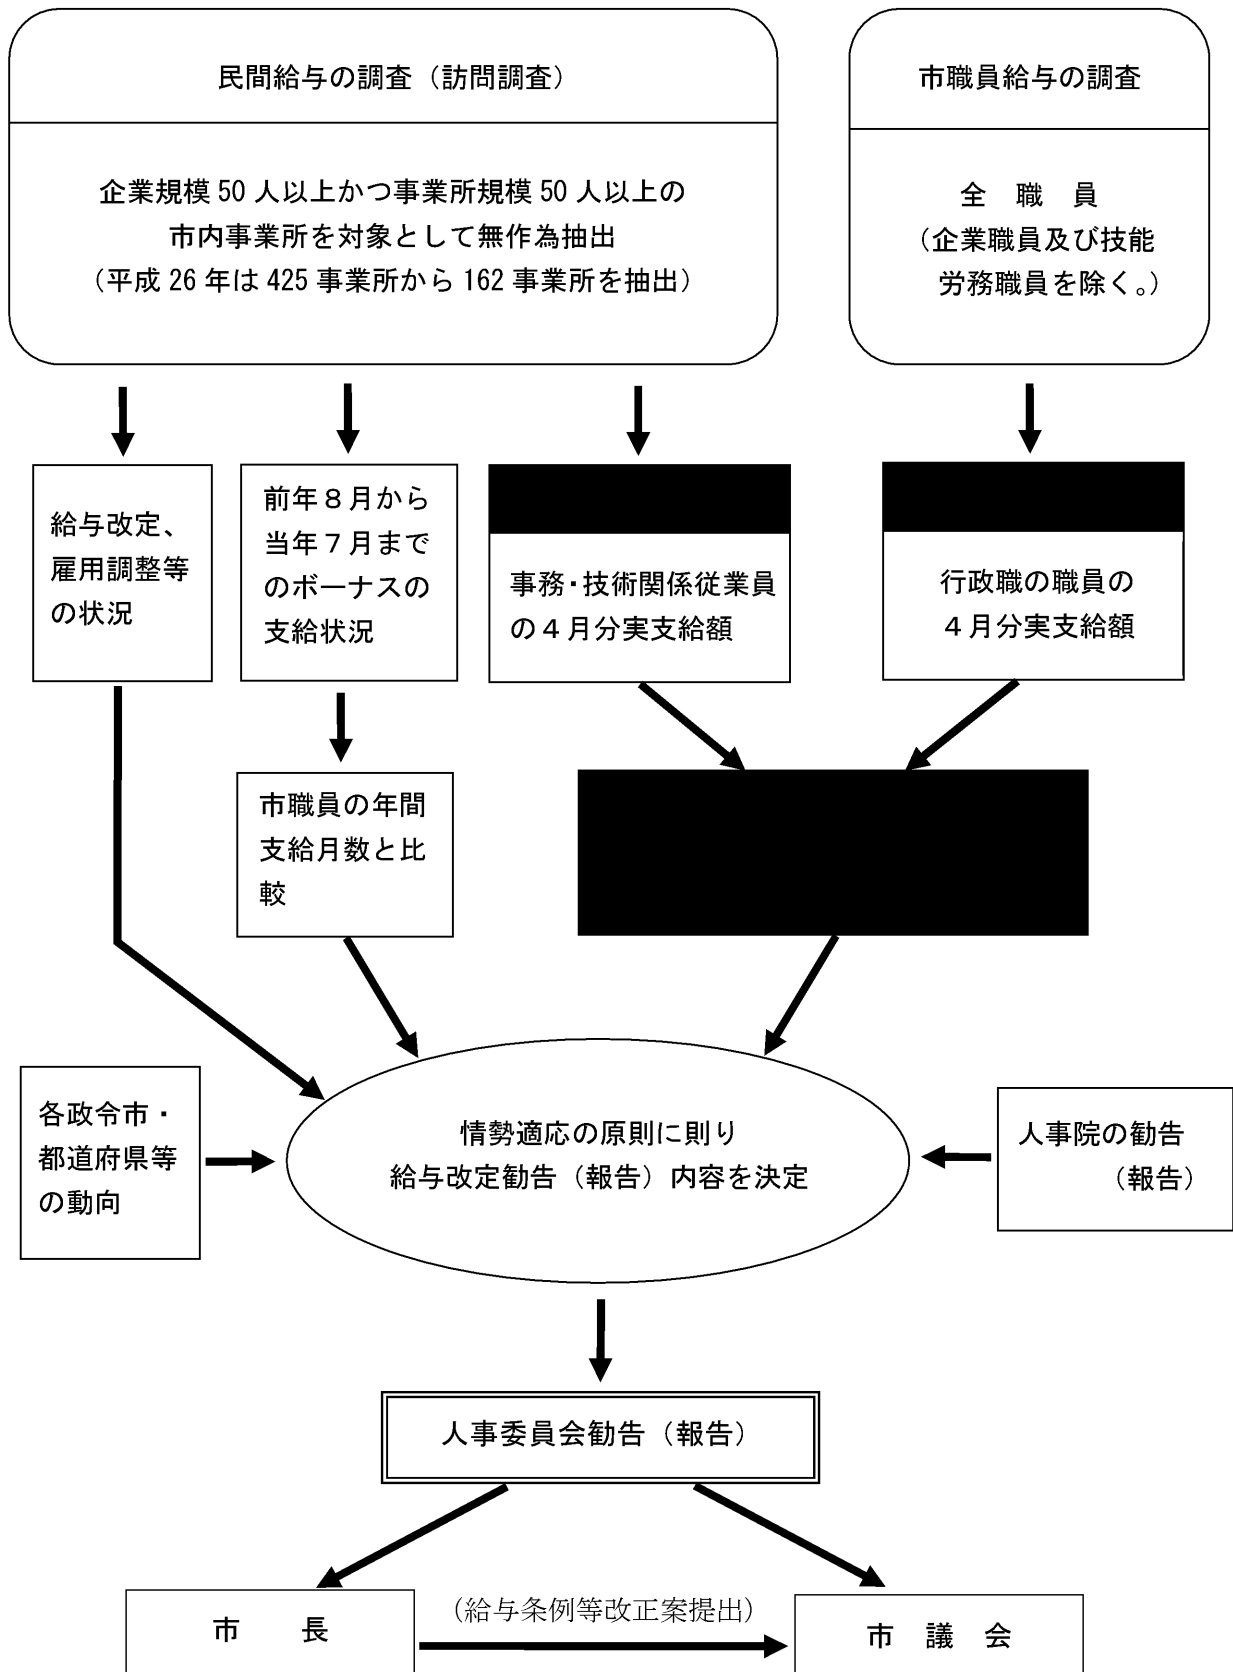 民間給与の調査（訪問調査）
企業規模 50 人以上かつ事業所規模 50 人以上の
市内事業所を対象として無作為抽出
（平成 26 年は 425 事業所から 162 事業所を抽出）
市職員給与の調査
全　職　員
（企業職員及び技能
労務職員を除く。）
給与改定、
雇用調整等
の状況
前年８月から
当年７月まで
のボーナスの
支給状況
事務・技術関係従業員
の４月分実支給額
行政職の職員の
４月分実支給額
市職員の年間
支給月数と比
較
各政令市・
都道府県等
の動向
情勢適応の原則に則り
給与改定勧告（報告）内容を決定
人事院の勧告
（報告）
人事委員会勧告（報告）
市　　長
（給与条例等改正案提出）
市　議　会